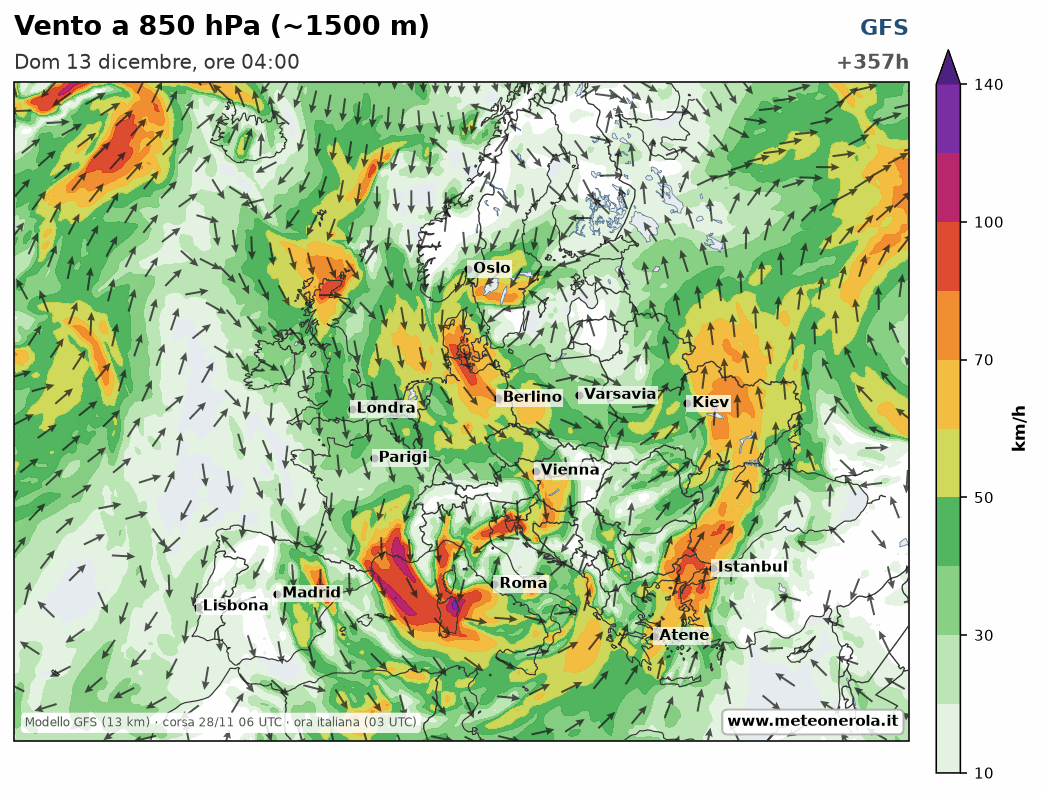 Vento a 850 hPa (~1500 m)
GFS
Dom 13 dicembre, ore 04:00
+357h
140
100
70
50
30
10
km/h
Oslo
Berlino
Varsavia
Kiev
Londra
Parigi
Vienna
Istanbul
Roma
Madrid
Lisbona
Atene
Modello GFS (13 km) · corsa 28/11 06 UTC · ora italiana (03 UTC)
www.meteonerola.it